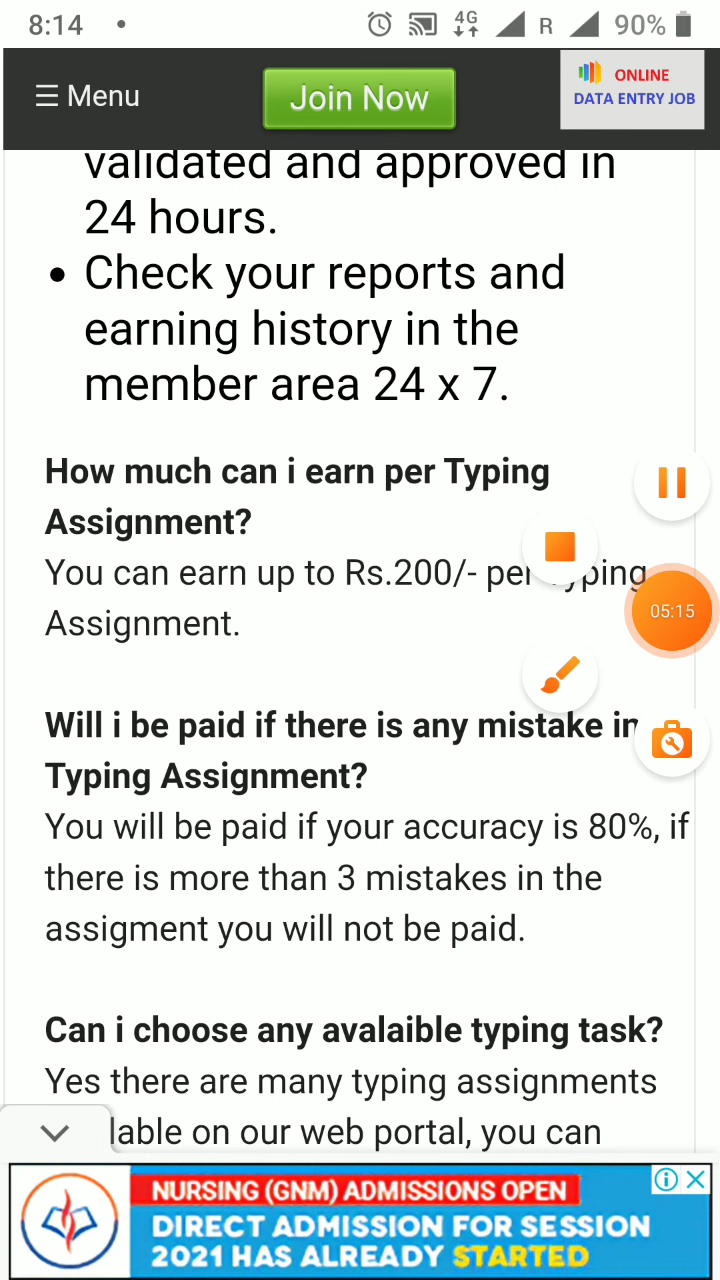 8:14
4G
R
90%
☰ Menu
Join Now
ONLINE
DATA ENTRY JOB
validated and approved in
24 hours.
• Check your reports and
earning history in the
member area 24 x 7.
How much can i earn per Typing
Assignment?
You can earn up to Rs.200/- per Typing
Assignment.
05:15
Will i be paid if there is any mistake in
Typing Assignment?
You will be paid if your accuracy is 80%, if
there is more than 3 mistakes in the
assigment you will not be paid.
Can i choose any avalaible typing task?
Yes there are many typing assignments
lable on our web portal, you can
NURSING (GNM) ADMISSIONS OPEN
DIRECT ADMISSION FOR SESSION
2021 HAS ALREADY STARTED